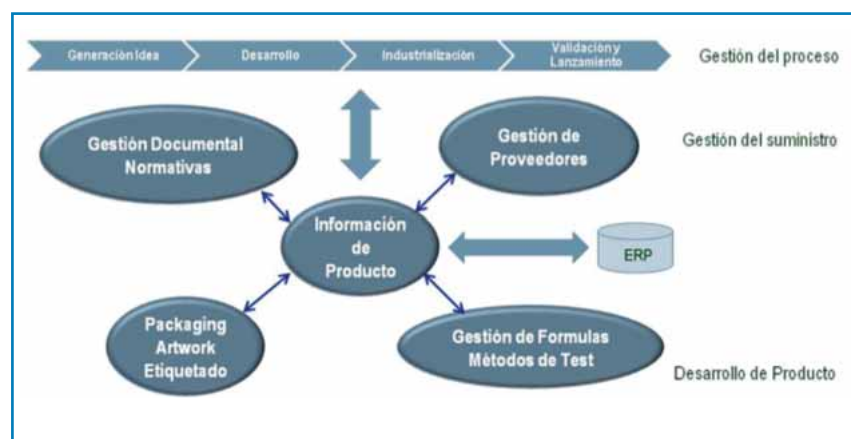 Generación Idea
Desarrollo
Industrialización
Validación y
Lanzamiento
Gestión del proceso
Gestión Documental
Normativas
Gestión de
Proveedores
Gestión del suministro
Información
de
Producto
ERP
Packaging
Artwork
Etiquetado
Gestión de Formulas
Métodos de Test
Desarrollo de Producto